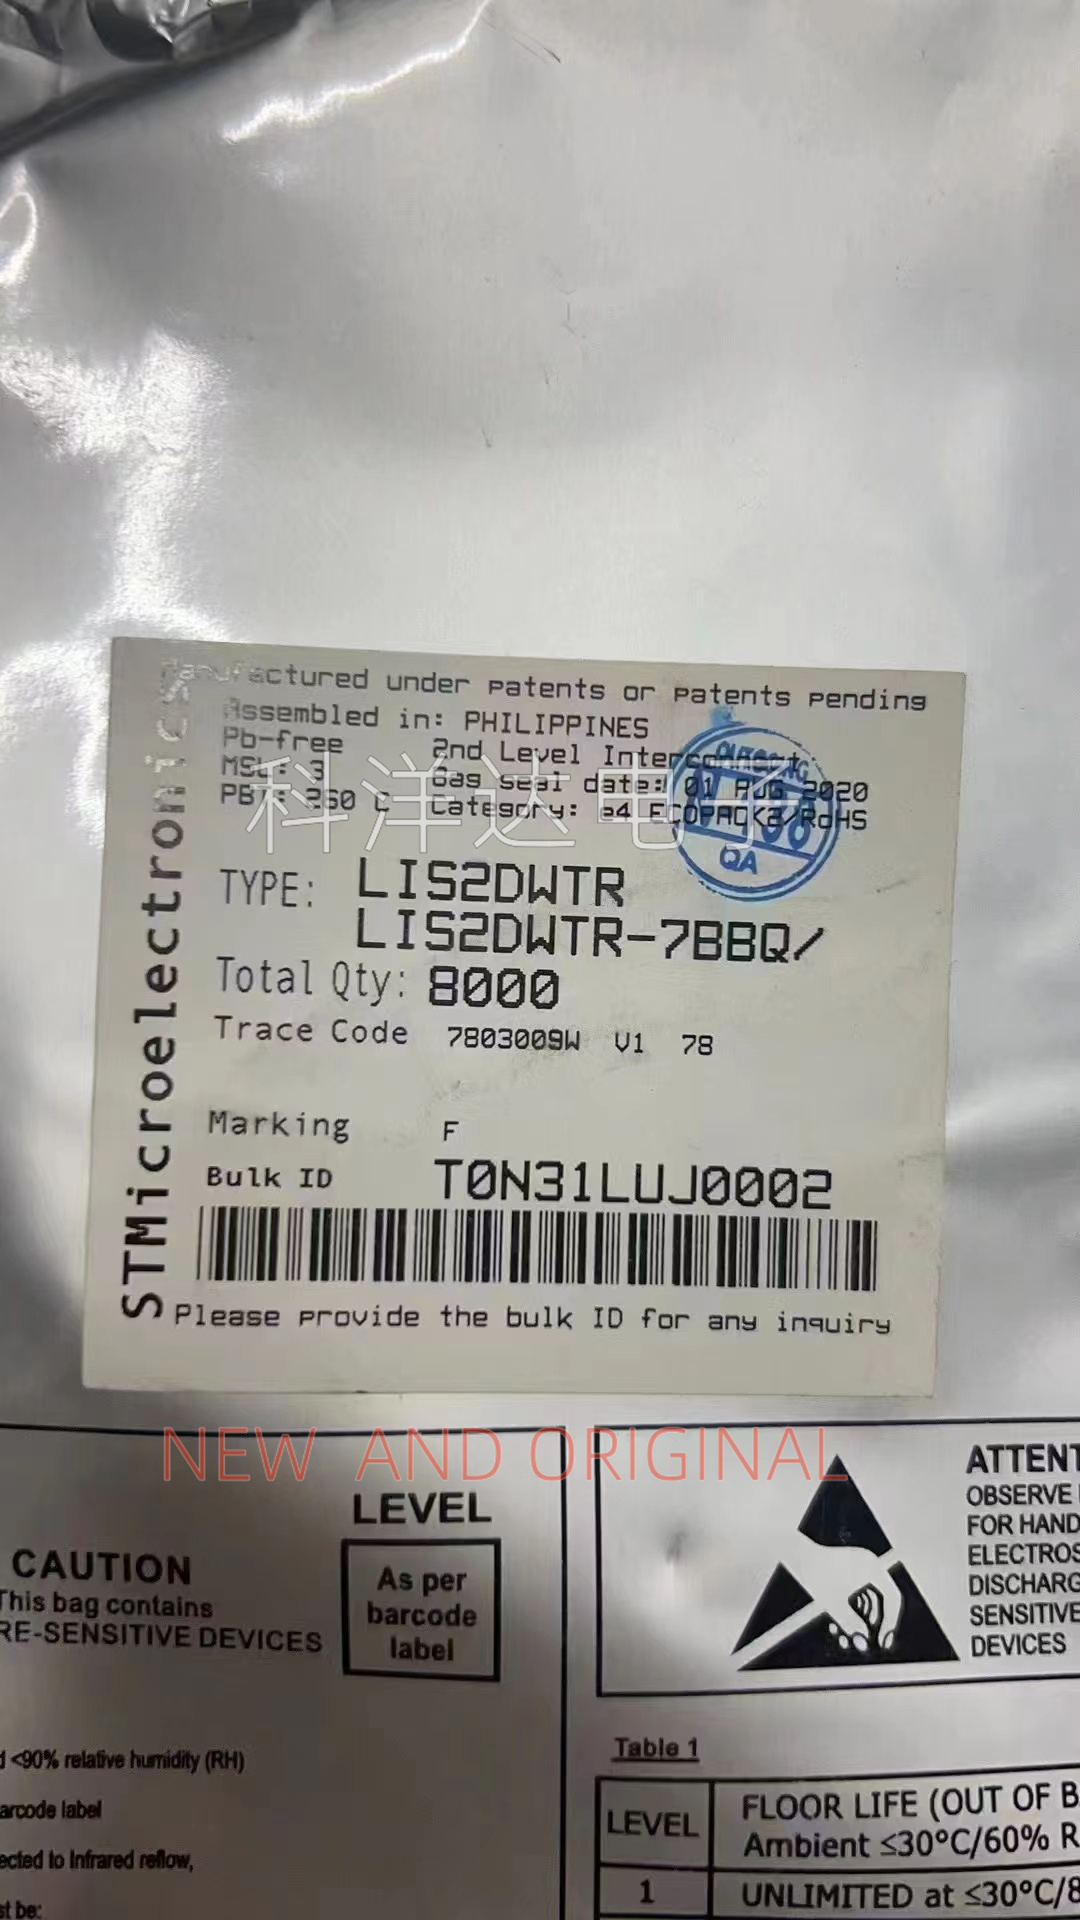 Manufactured under patents or patents pending
Assembled in: PHILIPPINES
Pb-free 2nd Level Interconnect
MSL: 3 Bag seal date: 01 AUG 2020
PBT: 260 C Category: e4 ECOPACK2/RoHS
科洋达电子
QA
TYPE: LIS2DWTR
LIS2DWTR-7BBQ/
Total Qty: 8000
Trace Code 7803009W V1 78
Marking F
Bulk ID T0N31LUJ0002
Please provide the bulk ID for any inquiry
STMicroelectronics
NEW AND ORIGINAL
LEVEL
CAUTION
This bag contains
RE-SENSITIVE DEVICES
As per
barcode
label
ATTENT
OBSERVE
FOR HAND
ELECTROS
DISCHARG
SENSITIVE
DEVICES
<90% relative humidity (RH)
arcode label
ected to Infrared reflow,
st be:
Table 1
LEVEL FLOOR LIFE (OUT OF B
Ambient ≤30°C/60% R
1 UNLIMITED at ≤30°C/8